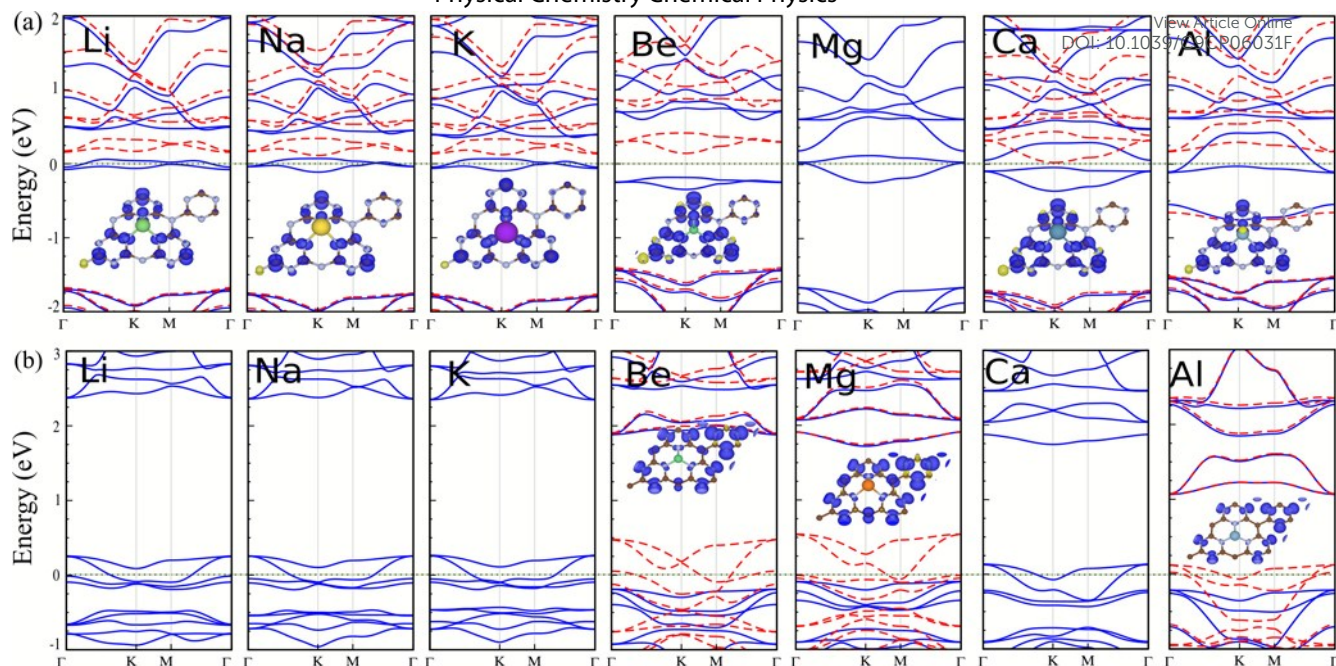 Physical Chemistry Chemical Physics
View Article Online
(a)
2
1
0
-1
-2
Energy (eV)
Li
Na
K
Be
Mg
Ca
Al
Γ K M Γ
Γ K M Γ
Γ K M Γ
Γ K M Γ
Γ K M Γ
Γ K M Γ
Γ K M Γ
(b)
3
2
1
0
-1
Energy (eV)
Li
Na
K
Be
Mg
Ca
Al
Γ K M Γ
Γ K M Γ
Γ K M Γ
Γ K M Γ
Γ K M Γ
Γ K M Γ
Γ K M Γ